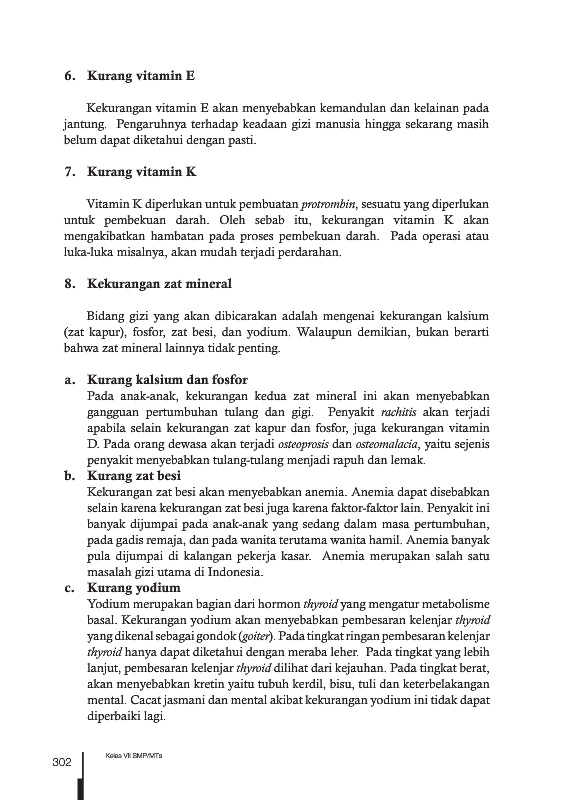 6. Kurang vitamin E
Kekurangan vitamin E akan menyebabkan kemandulan dan kelainan pada
jantung. Pengaruhnya terhadap keadaan gizi manusia hingga sekarang masih
belum dapat diketahui dengan pasti.
7. Kurang vitamin K
Vitamin K diperlukan untuk pembuatan protrombin, sesuatu yang diperlukan
untuk pembekuan darah. Oleh sebab itu, kekurangan vitamin K akan
mengakibatkan hambatan pada proses pembekuan darah. Pada operasi atau
luka-luka misalnya, akan mudah terjadi perdarahan.
8. Kekurangan zat mineral
Bidang gizi yang akan dibicarakan adalah mengenai kekurangan kalsium
(zat kapur), fosfor, zat besi, dan yodium. Walaupun demikian, bukan berarti
bahwa zat mineral lainnya tidak penting.
a. Kurang kalsium dan fosfor
Pada anak-anak, kekurangan kedua zat mineral ini akan menyebabkan
gangguan pertumbuhan tulang dan gigi. Penyakit rachitis akan terjadi
apabila selain kekurangan zat kapur dan fosfor, juga kekurangan vitamin
D. Pada orang dewasa akan terjadi osteoprosis dan osteomalacia, yaitu sejenis
penyakit menyebabkan tulang-tulang menjadi rapuh dan lemak.
b. Kurang zat besi
Kekurangan zat besi akan menyebabkan anemia. Anemia dapat disebabkan
selain karena kekurangan zat besi juga karena faktor-faktor lain. Penyakit ini
banyak dijumpai pada anak-anak yang sedang dalam masa pertumbuhan,
pada gadis remaja, dan pada wanita terutama wanita hamil. Anemia banyak
pula dijumpai di kalangan pekerja kasar. Anemia merupakan salah satu
masalah gizi utama di Indonesia.
c. Kurang yodium
Yodium merupakan bagian dari hormon thyroid yang mengatur metabolisme
basal. Kekurangan yodium akan menyebabkan pembesaran kelenjar thyroid
yang dikenal sebagai gondok (goiter). Pada tingkat ringan pembesaran kelenjar
thyroid hanya dapat diketahui dengan meraba leher. Pada tingkat yang lebih
lanjut, pembesaran kelenjar thyroid dilihat dari kejauhan. Pada tingkat berat,
akan menyebabkan kretin yaitu tubuh kerdil, bisu, tuli dan keterbelakangan
mental. Cacat jasmani dan mental akibat kekurangan yodium ini tidak dapat
diperbaiki lagi.
302
Kelas VII SMP/MTs